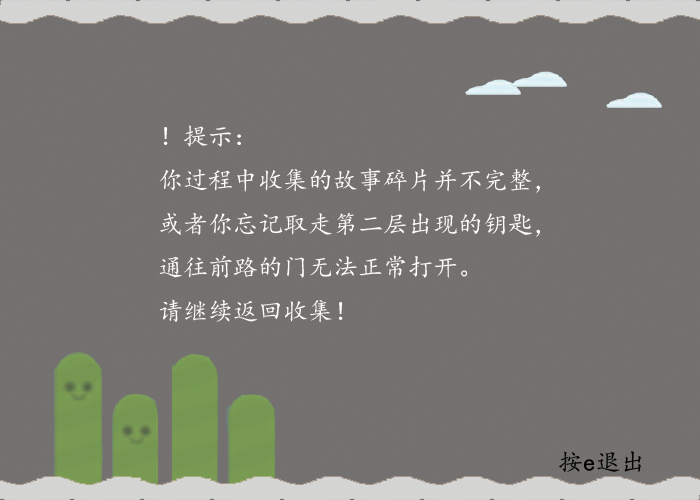 ！提示：
你过程中收集的故事碎片并不完整，
或者你忘记取走第二层出现的钥匙，
通往前路的门无法正常打开。
请继续返回收集！
按e退出